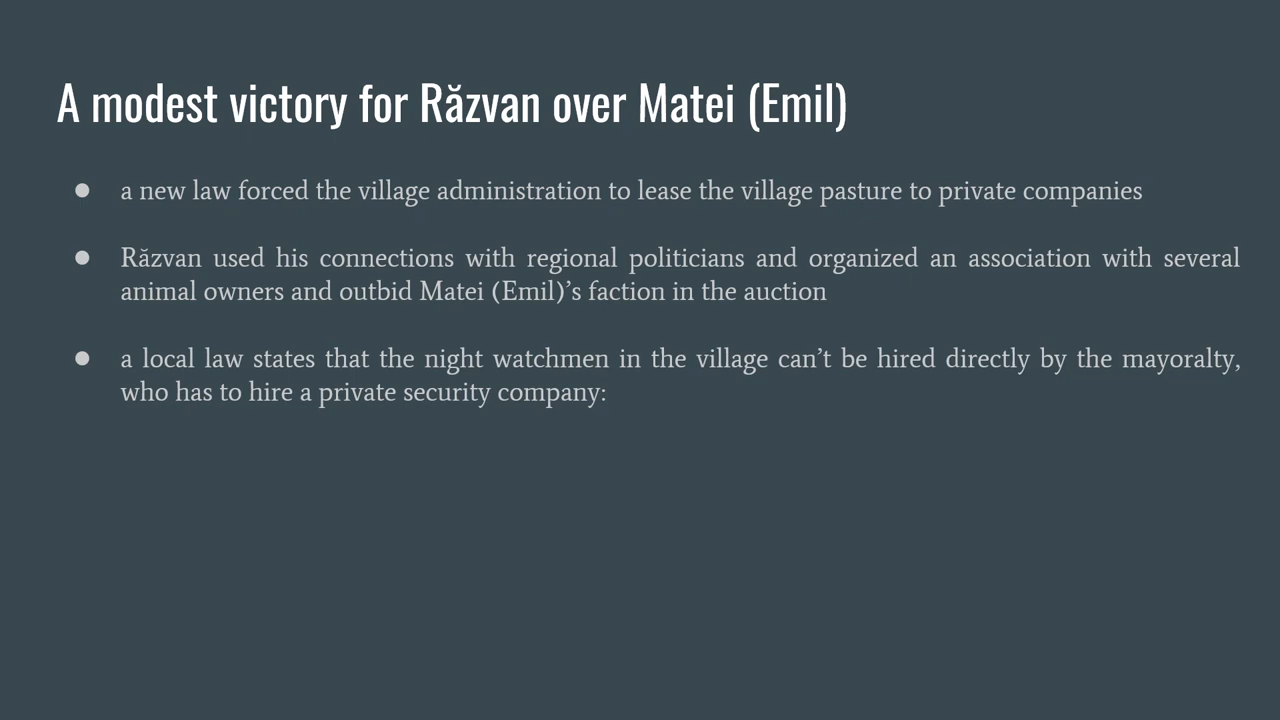 A modest victory for Răzvan over Matei (Emil)
● a new law forced the village administration to lease the village pasture to private companies
● Răzvan used his connections with regional politicians and organized an association with several
animal owners and outbid Matei (Emil)’s faction in the auction
● a local law states that the night watchmen in the village can’t be hired directly by the mayoralty,
who has to hire a private security company: